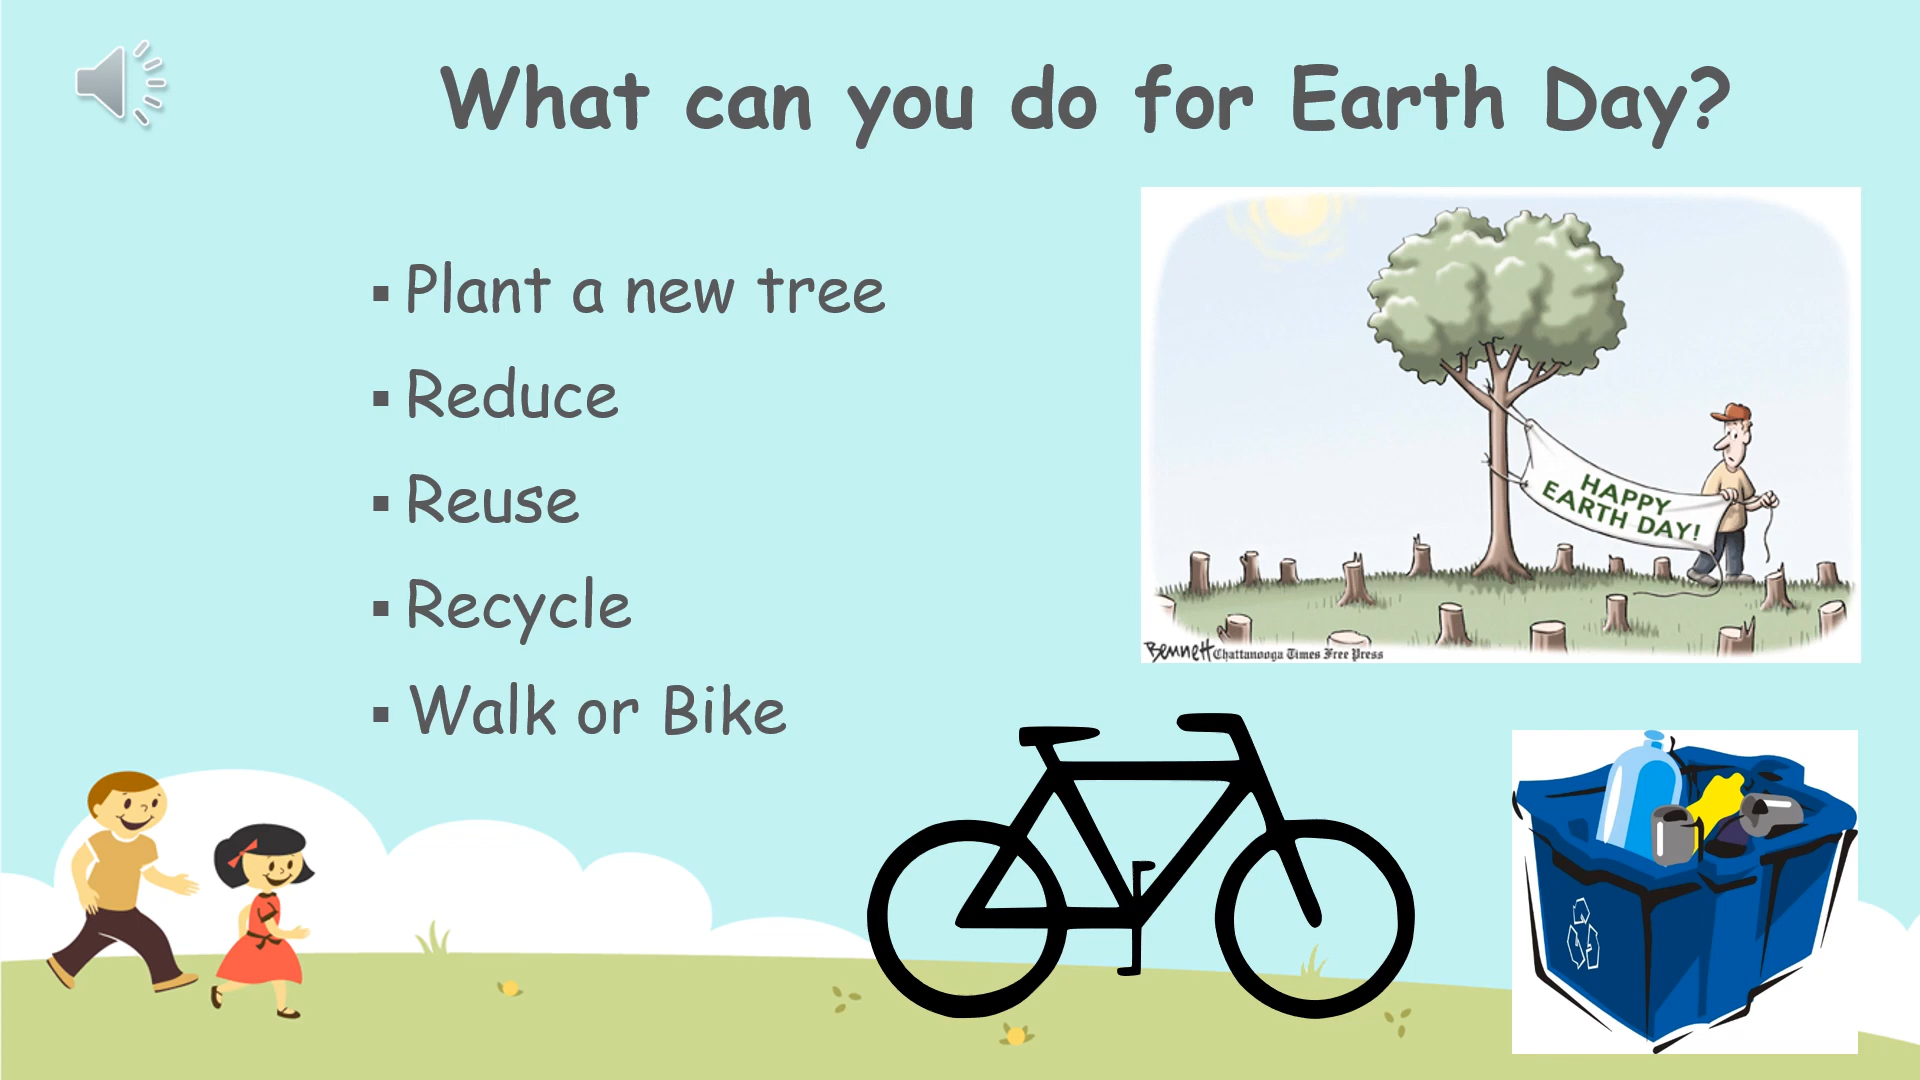 What can you do for Earth Day?
Plant a new tree
Reduce
Reuse
Recycle
Walk or Bike
HAPPY
EARTH DAY!
Bennett Chattanooga Times Free Press